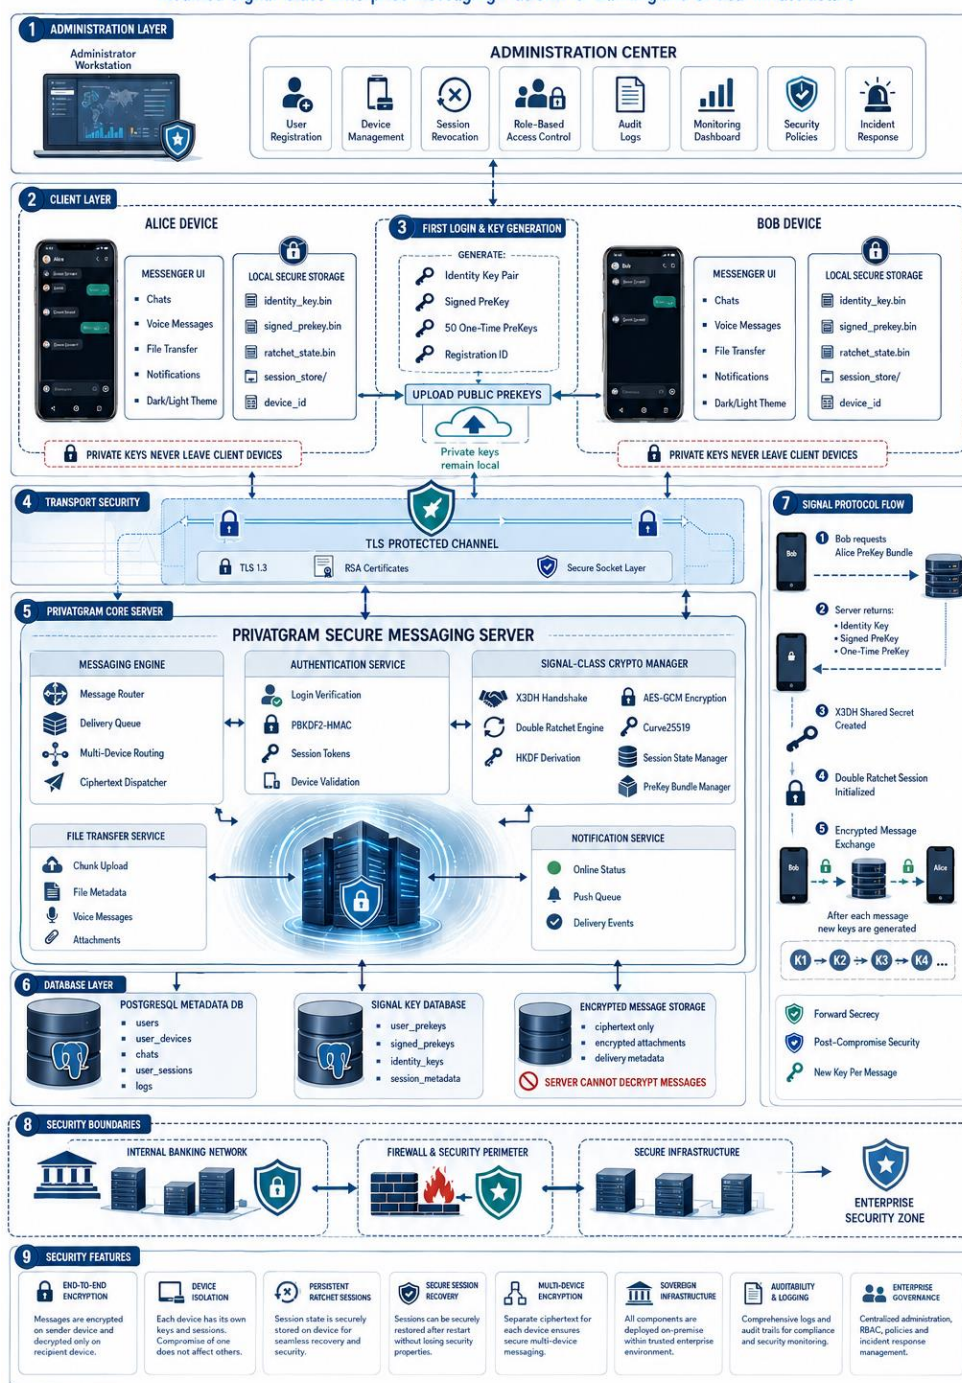 1 ADMINISTRATION LAYER
Administrator
Workstation
ADMINISTRATION CENTER
User
Registration
Device
Management
Session
Revocation
Role-Based
Access Control
Audit
Logs
Monitoring
Dashboard
Security
Policies
Incident
Response
2 CLIENT LAYER
ALICE DEVICE
Alice
MESSENGER UI
▪ Chats
▪ Voice Messages
▪ File Transfer
▪ Notifications
▪ Dark/Light Theme
LOCAL SECURE STORAGE
identity_key.bin
signed_prekey.bin
ratchet_state.bin
session_store/
device_id
PRIVATE KEYS NEVER LEAVE CLIENT DEVICES
3 FIRST LOGIN & KEY GENERATION
GENERATE:
Identity Key Pair
Signed PreKey
50 One-Time PreKeys
Registration ID
UPLOAD PUBLIC PREKEYS
Private keys
remain local
BOB DEVICE
Bob
MESSENGER UI
▪ Chats
▪ Voice Messages
▪ File Transfer
▪ Notifications
▪ Dark/Light Theme
LOCAL SECURE STORAGE
identity_key.bin
signed_prekey.bin
ratchet_state.bin
session_store/
device_id
PRIVATE KEYS NEVER LEAVE CLIENT DEVICES
4 TRANSPORT SECURITY
TLS PROTECTED CHANNEL
TLS 1.3
RSA Certificates
Secure Socket Layer
5 PRIVATGRAM CORE SERVER
PRIVATGRAM SECURE MESSAGING SERVER
MESSAGING ENGINE
Message Router
Delivery Queue
Multi-Device Routing
Ciphertext Dispatcher
AUTHENTICATION SERVICE
Login Verification
PBKDF2-HMAC
Session Tokens
Device Validation
SIGNAL-CLASS CRYPTO MANAGER
X3DH Handshake
Double Ratchet Engine
HKDF Derivation
AES-GCM Encryption
Curve25519
Session State Manager
PreKey Bundle Manager
FILE TRANSFER SERVICE
Chunk Upload
File Metadata
Voice Messages
Attachments
NOTIFICATION SERVICE
Online Status
Push Queue
Delivery Events
6 DATABASE LAYER
POSTGRESQL METADATA DB
▪ users
▪ user_devices
▪ chats
▪ user_sessions
▪ logs
SIGNAL KEY DATABASE
▪ user_prekeys
▪ signed_prekeys
▪ identity_keys
▪ session_metadata
ENCRYPTED MESSAGE STORAGE
▪ ciphertext only
▪ encrypted attachments
▪ delivery metadata
SERVER CANNOT DECRYPT MESSAGES
7 SIGNAL PROTOCOL FLOW
Bob
1 Bob requests
Alice PreKey Bundle
2 Server returns:
• Identity Key
• Signed PreKey
• One-Time PreKey
3 X3DH Shared Secret
Created
4 Double Ratchet Session
Initialized
5 Encrypted Message
Exchange
Bob
Alice
After each message
new keys are generated
K1 K2 K3 K4 ...
Forward Secrecy
Post-Compromise Security
New Key Per Message
8 SECURITY BOUNDARIES
INTERNAL BANKING NETWORK
FIREWALL & SECURITY PERIMETER
SECURE INFRASTRUCTURE
ENTERPRISE
SECURITY ZONE
9 SECURITY FEATURES
END-TO-END
ENCRYPTION
Messages are encrypted
on sender device and
decrypted only on
recipient device.
DEVICE
ISOLATION
Each device has its own
keys and sessions.
Compromise of one
does not affect others.
PERSISTENT
RATCHET SESSIONS
Session state is securely
stored on device for
seamless recovery and
security.
SECURE SESSION
RECOVERY
Sessions can be securely
restored after restart
without losing security
properties.
MULTI-DEVICE
ENCRYPTION
Separate ciphertext for
each device ensures
secure multi-device
messaging.
SOVEREIGN
INFRASTRUCTURE
All components are
deployed on-premise
within trusted enterprise
environment.
AUDITABILITY
& LOGGING
Comprehensive logs and
audit trails for compliance
and security monitoring.
ENTERPRISE
GOVERNANCE
Centralized administration,
RBAC, policies and
incident response
management.